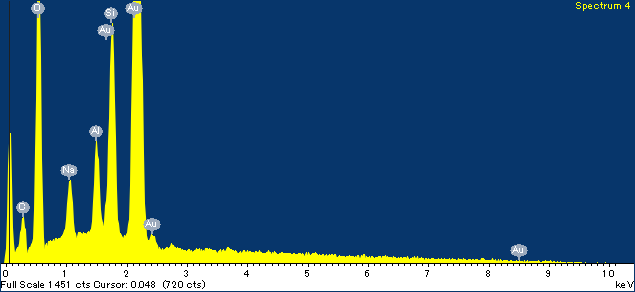 Spectrum 4
O Si Au
Au
Al
Na
C Au
Au
0 1 2 3 4 5 6 7 8 9 10
Full Scale 1451 cts Cursor: 0.048 (720 cts) keV